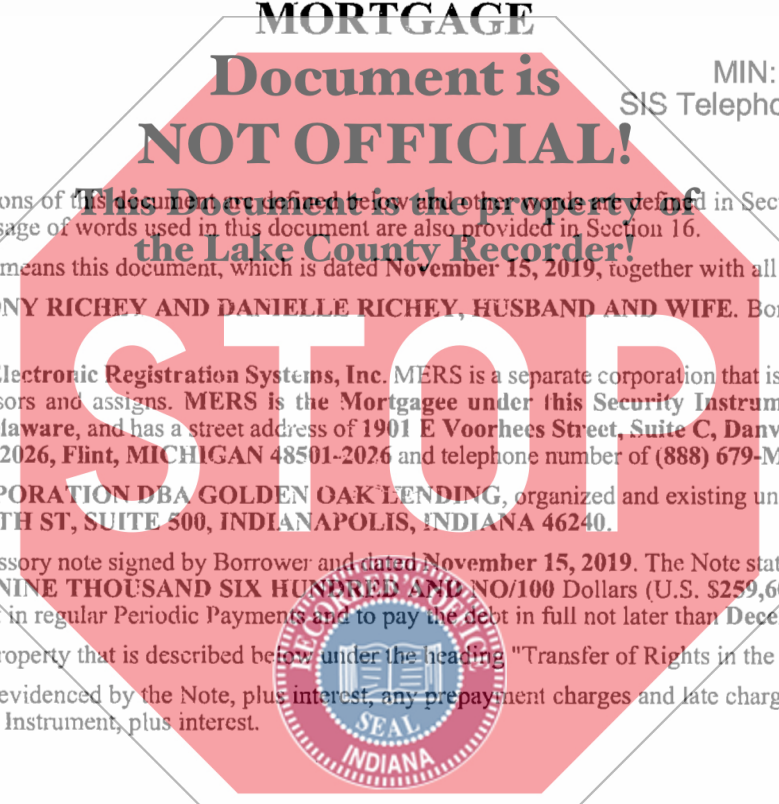 MORTGAGE
Document is
MIN:
SIS Telepho
NOT OFFICIAL!
This Document is the property of
ons of this document are defined below and other words are defined in Sect
sage of words used in this document are also provided in Section 16.
the Lake County Recorder!
means this document, which is dated November 15, 2019, together with all
NY RICHEY AND DANIELLE RICHEY, HUSBAND AND WIFE. Bor
STOP
Electronic Registration Systems, Inc. MERS is a separate corporation that is
sors and assigns. MERS is the Mortgagee under this Security Instrum
laware, and has a street address of 1901 E Voorhees Street, Suite C, Danv
2026, Flint, MICHIGAN 48501-2026 and telephone number of (888) 679-M
PORATION DBA GOLDEN OAK LENDING, organized and existing un
TH ST, SUITE 500, INDIANAPOLIS, INDIANA 46240.
ssory note signed by Borrower and dated November 15, 2019. The Note stat
NINE THOUSAND SIX HUNDRED AND NO/100 Dollars (U.S. $259,60
in regular Periodic Payments and to pay the debt in full not later than Dece
roperty that is described below under the heading "Transfer of Rights in the
evidenced by the Note, plus interest, any prepayment charges and late charg
Instrument, plus interest.
RECORDER'S OFFICE
SEAL
INDIANA